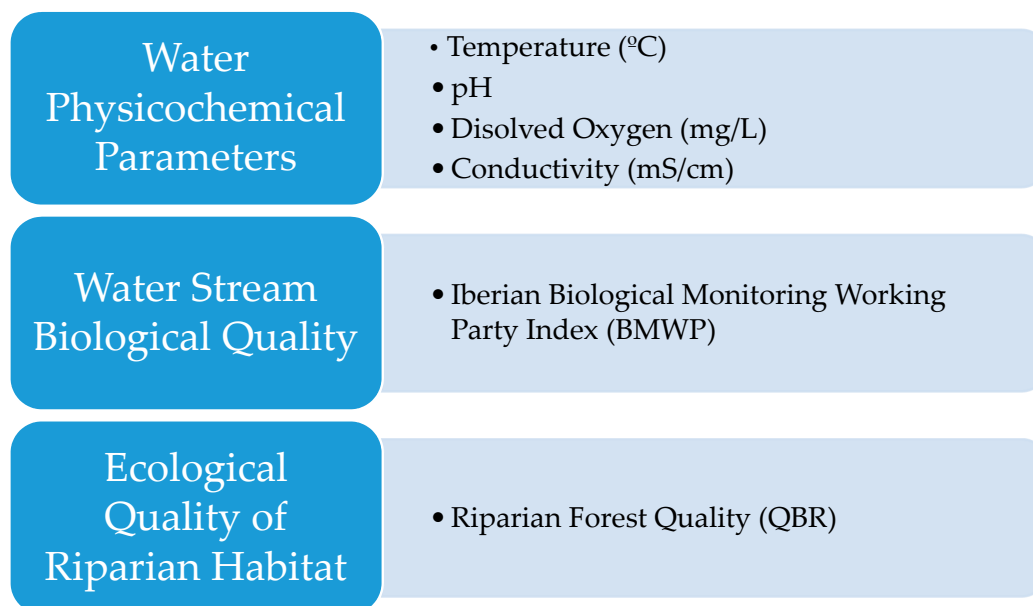 Water
Physicochemical
Parameters
• Temperature (ºC)
• pH
• Disolved Oxygen (mg/L)
• Conductivity (mS/cm)
Water Stream
Biological Quality
• Iberian Biological Monitoring Working
Party Index (BMWP)
Ecological
Quality of
Riparian Habitat
• Riparian Forest Quality (QBR)